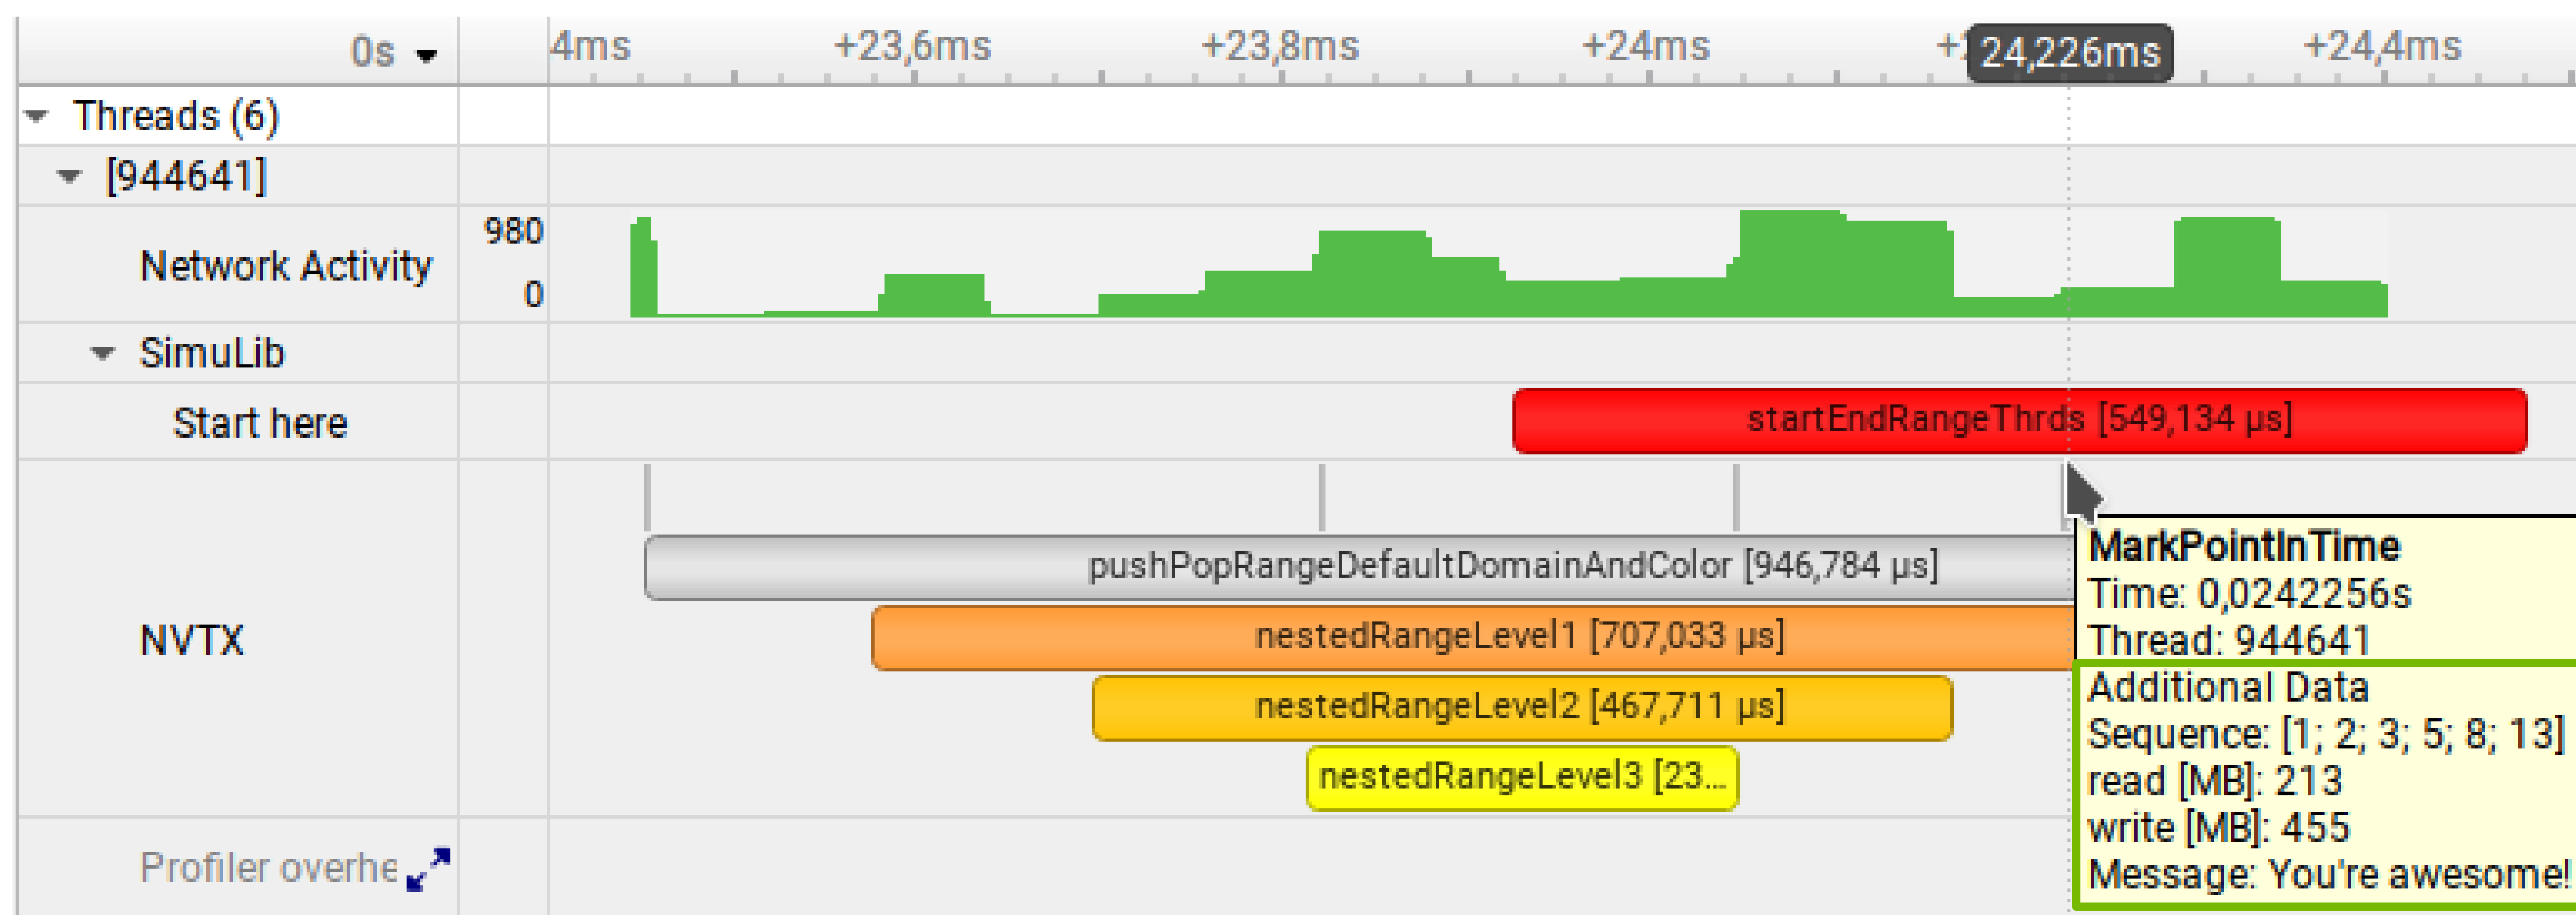 0s
4ms +23,6ms +23,8ms +24ms 24,226ms +24,4ms
Threads (6)
[944641]
Network Activity
980
0
SimuLib
Start here
startEndRangeThrds [549,134 µs]
NVTX
pushPopRangeDefaultDomainAndColor [946,784 µs]
nestedRangeLevel1 [707,033 µs]
nestedRangeLevel2 [467,711 µs]
nestedRangeLevel3 [23...
MarkPointInTime
Time: 0,0242256s
Thread: 944641
Additional Data
Sequence: [1; 2; 3; 5; 8; 13]
read [MB]: 213
write [MB]: 455
Message: You're awesome!
Profiler overhe